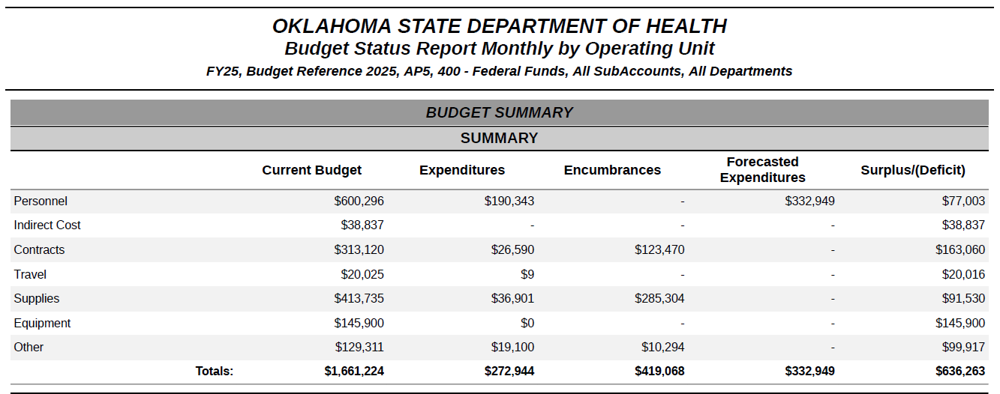 OKLAHOMA STATE DEPARTMENT OF HEALTH
Budget Status Report Monthly by Operating Unit
FY25, Budget Reference 2025, AP5, 400 - Federal Funds, All SubAccounts, All Departments
BUDGET SUMMARY
SUMMARY
Current Budget Expenditures Encumbrances Forecasted Expenditures Surplus/(Deficit)
Personnel $600,296 $190,343 - $332,949 $77,003
Indirect Cost $38,837 - - - $38,837
Contracts $313,120 $26,590 $123,470 - $163,060
Travel $20,025 $9 - - $20,016
Supplies $413,735 $36,901 $285,304 - $91,530
Equipment $145,900 $0 - - $145,900
Other $129,311 $19,100 $10,294 - $99,917
Totals: $1,661,224 $272,944 $419,068 $332,949 $636,263